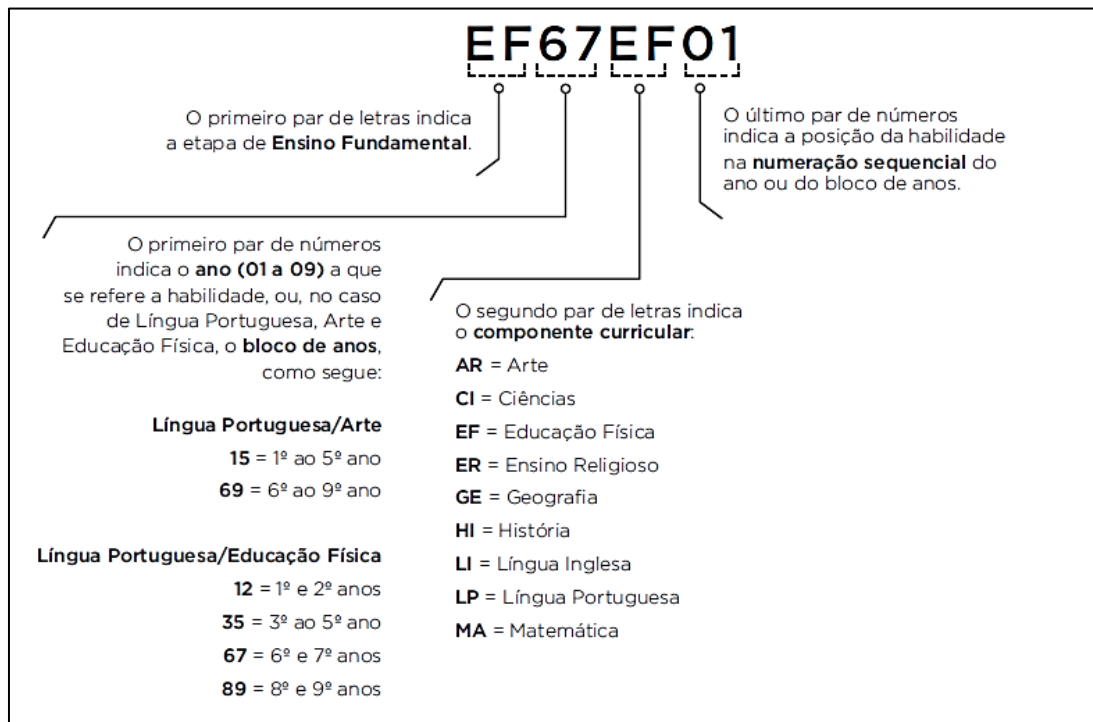 EF67EF01
O primeiro par de letras indica
a etapa de Ensino Fundamental.
O último par de números
indica a posição da habilidade
na numeração sequencial do
ano ou do bloco de anos.
O primeiro par de números
indica o ano (01 a 09) a que
se refere a habilidade, ou, no caso
de Língua Portuguesa, Arte e
Educação Física, o bloco de anos,
como segue:
Língua Portuguesa/Arte
15 = 1º ao 5º ano
69 = 6º ao 9º ano
Língua Portuguesa/Educação Física
12 = 1º e 2º anos
35 = 3º ao 5º ano
67 = 6º e 7º anos
89 = 8º e 9º anos
O segundo par de letras indica
o componente curricular:
AR = Arte
CI = Ciências
EF = Educação Física
ER = Ensino Religioso
GE = Geografia
HI = História
LI = Língua Inglesa
LP = Língua Portuguesa
MA = Matemática